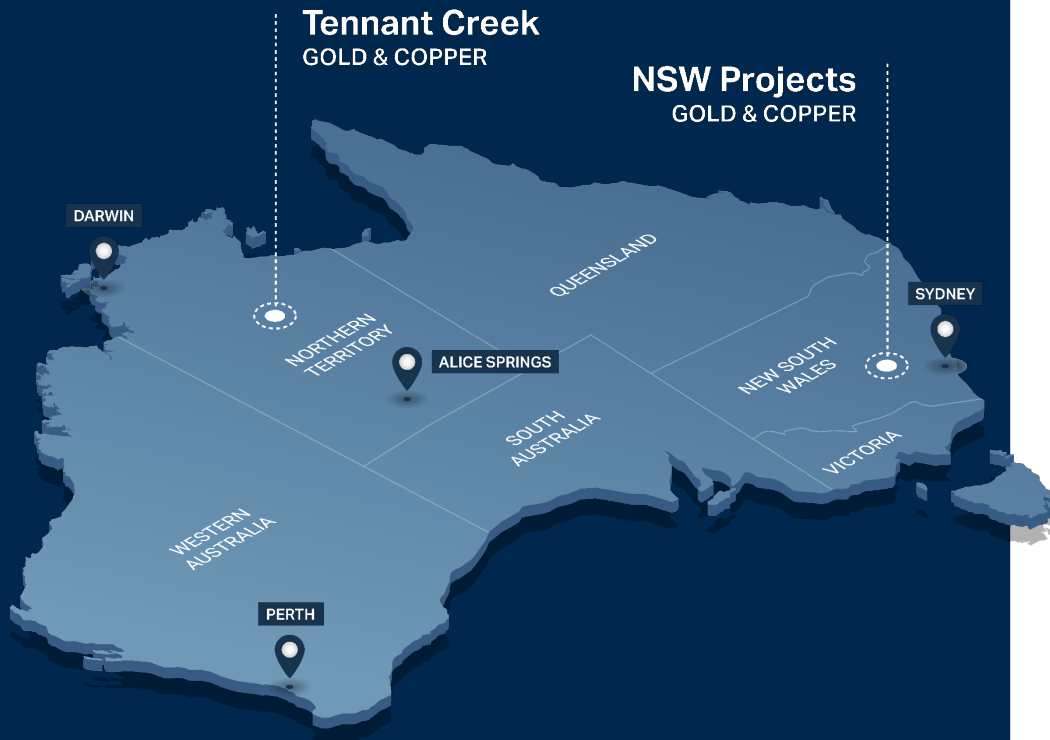 Tennant Creek
GOLD & COPPER
NSW Projects
GOLD & COPPER
DARWIN
QUEENSLAND
SYDNEY
NORTHERN
TERRITORY
ALICE SPRINGS
NEW SOUTH
WALES
SOUTH
AUSTRALIA
VICTORIA
WESTERN
AUSTRALIA
PERTH